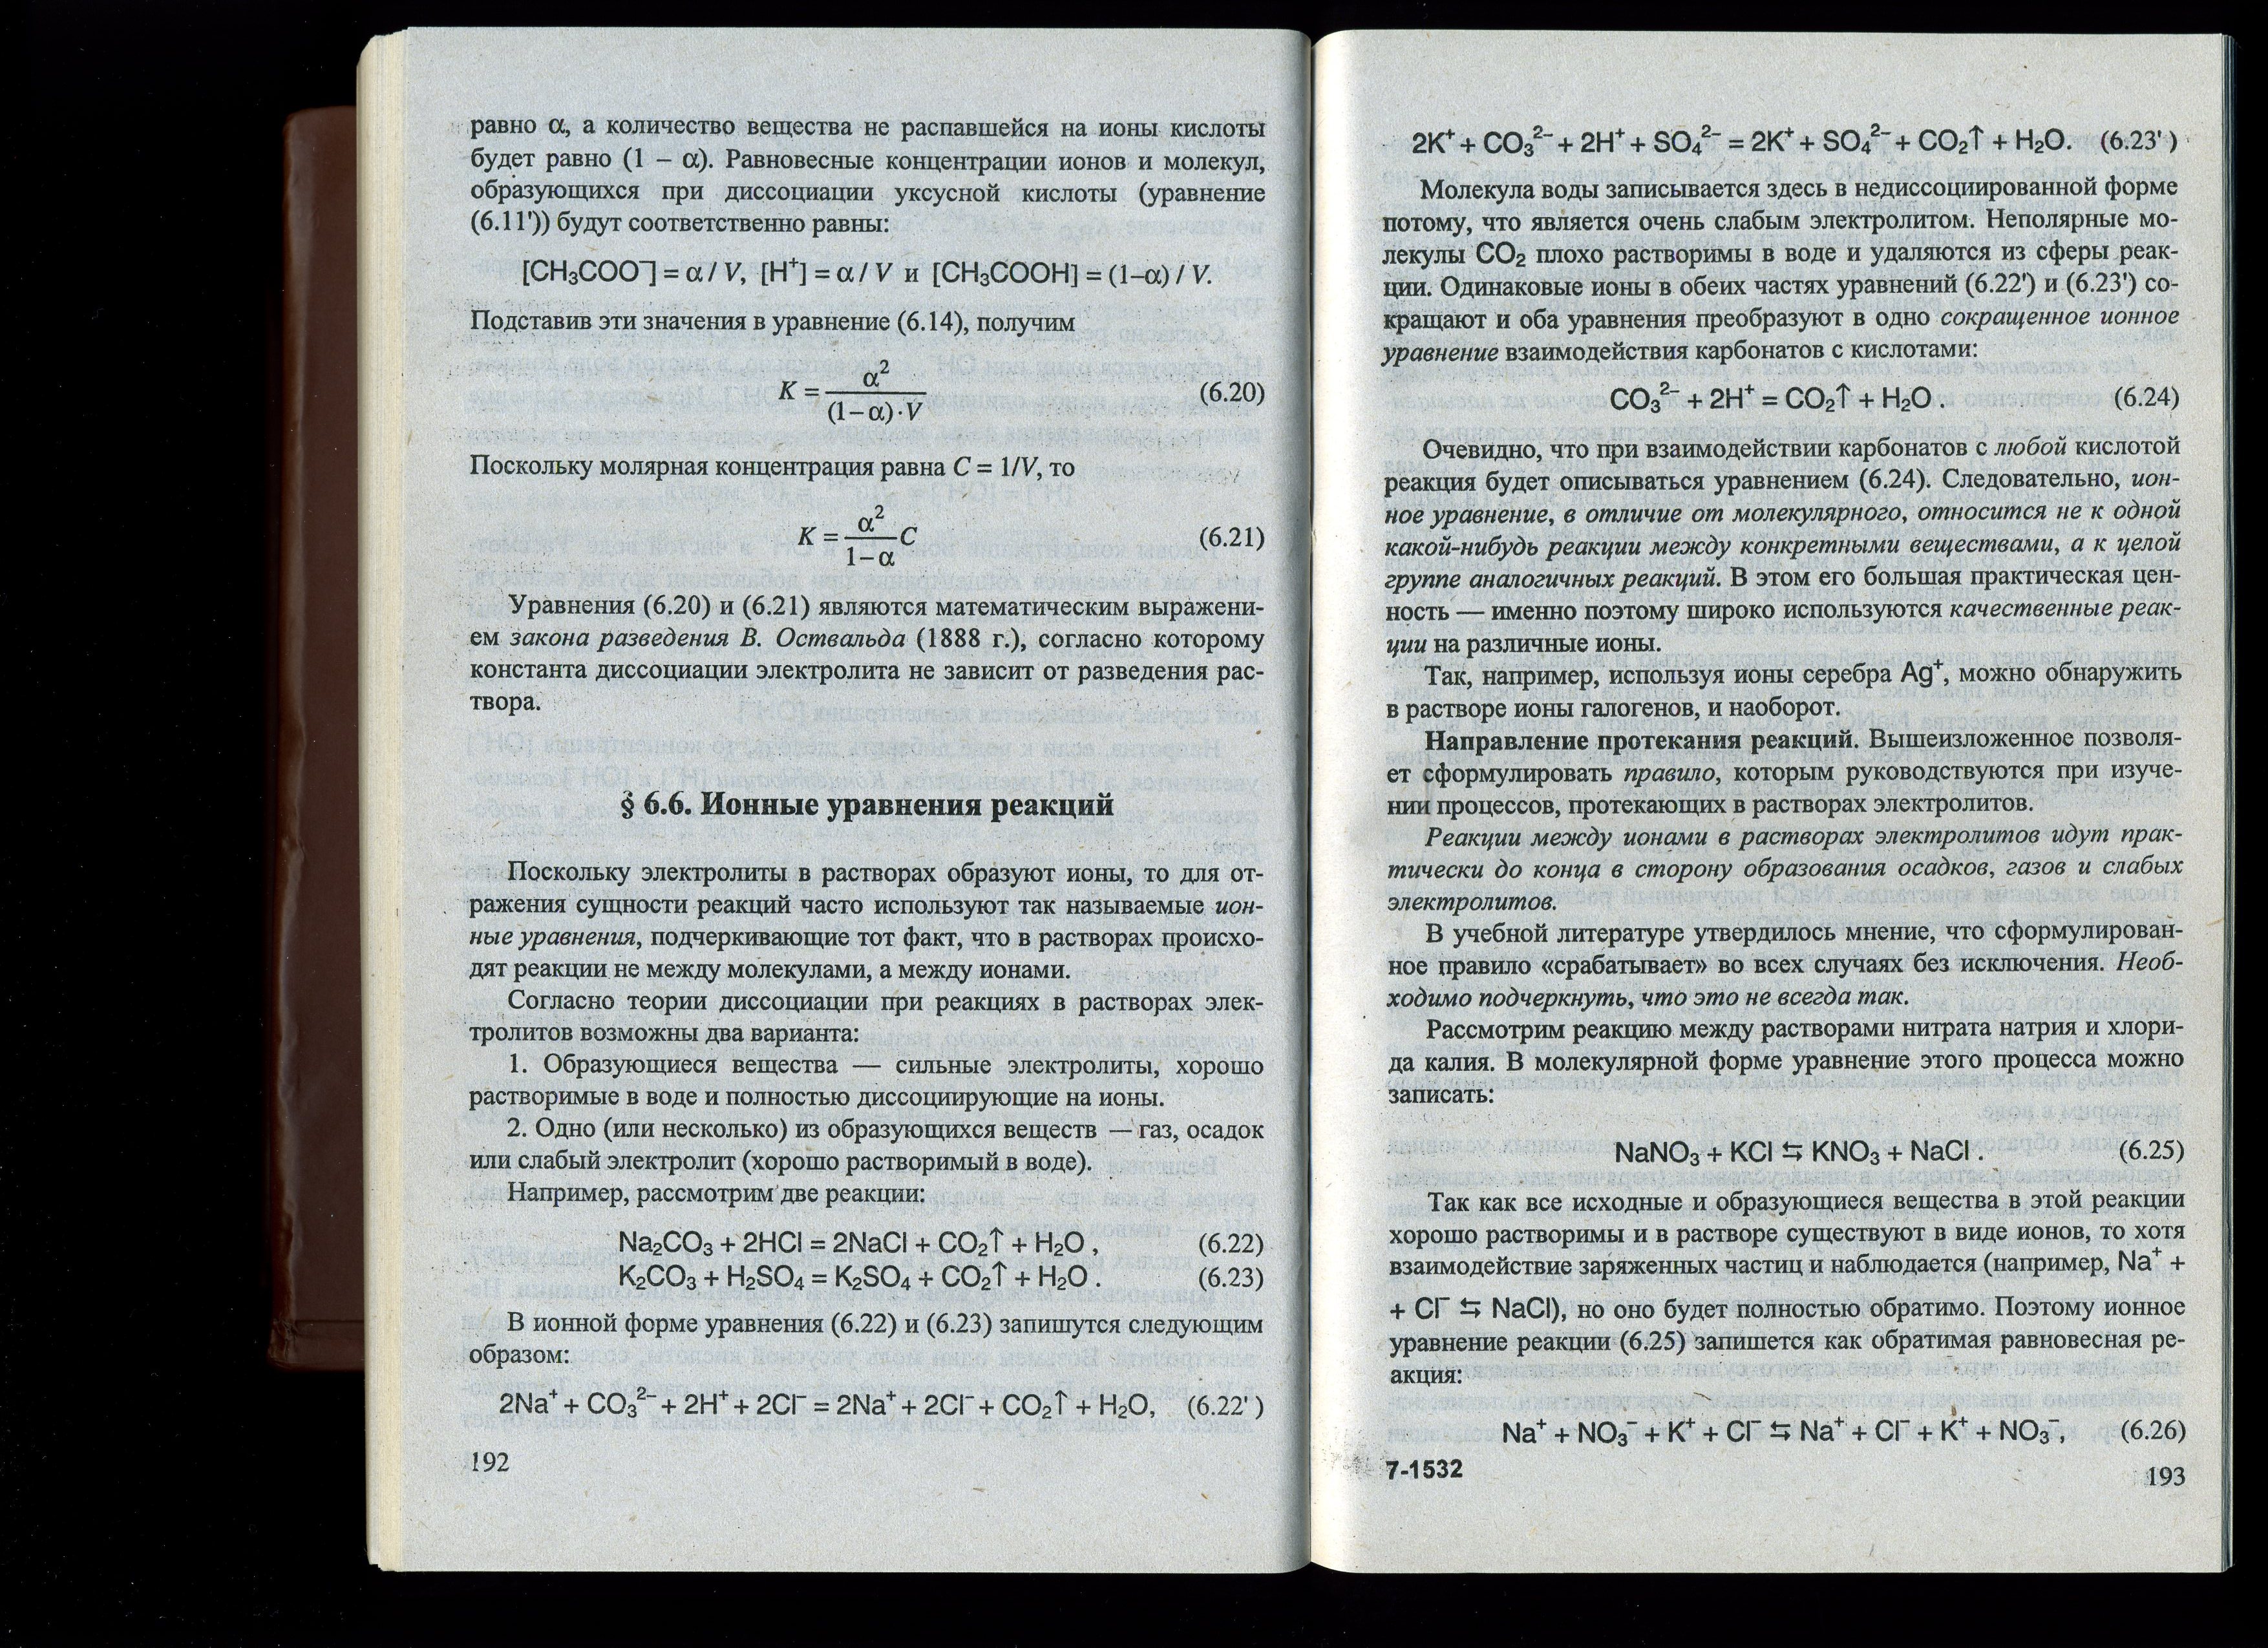 равно α, а количество вещества не распавшейся на ионы кислоты
будет равно (1 – α). Равновесные концентрации ионов и молекул,
образующихся при диссоциации уксусной кислоты (уравнение
(6.11')) будут соответственно равны:
[CH₃COO⁻] = α / V, [H⁺] = α / V и [CH₃COOH] = (1–α) / V.
Подставив эти значения в уравнение (6.14), получим
K = α² / ((1–α)·V) (6.20)
Поскольку молярная концентрация равна C = 1/V, то
K = α² / (1–α) C (6.21)
Уравнения (6.20) и (6.21) являются математическим выражени-
ем закона разведения В. Оствальда (1888 г.), согласно которому
константа диссоциации электролита не зависит от разведения рас-
твора.
§ 6.6. Ионные уравнения реакций
Поскольку электролиты в растворах образуют ионы, то для от-
ражения сущности реакций часто используют так называемые ион-
ные уравнения, подчеркивающие тот факт, что в растворах происхо-
дят реакции не между молекулами, а между ионами.
Согласно теории диссоциации при реакциях в растворах элек-
тролитов возможны два варианта:
1. Образующиеся вещества — сильные электролиты, хорошо
растворимые в воде и полностью диссоциирующие на ионы.
2. Одно (или несколько) из образующихся веществ — газ, осадок
или слабый электролит (хорошо растворимый в воде).
Например, рассмотрим две реакции:
Na₂CO₃ + 2HCl = 2NaCl + CO₂↑ + H₂O , (6.22)
K₂CO₃ + H₂SO₄ = K₂SO₄ + CO₂↑ + H₂O . (6.23)
В ионной форме уравнения (6.22) и (6.23) запишутся следующим
образом:
2Na⁺ + CO₃²⁻ + 2H⁺ + 2Cl⁻ = 2Na⁺ + 2Cl⁻ + CO₂↑ + H₂O, (6.22')
192
2K⁺ + CO₃²⁻ + 2H⁺ + SO₄²⁻ = 2K⁺ + SO₄²⁻ + CO₂↑ + H₂O. (6.23')
Молекула воды записывается здесь в недиссоциированной форме
потому, что является очень слабым электролитом. Неполярные мо-
лекулы CO₂ плохо растворимы в воде и удаляются из сферы реак-
ции. Одинаковые ионы в обеих частях уравнений (6.22') и (6.23') со-
кращают и оба уравнения преобразуют в одно сокращенное ионное
уравнение взаимодействия карбонатов с кислотами:
CO₃²⁻ + 2H⁺ = CO₂↑ + H₂O . (6.24)
Очевидно, что при взаимодействии карбонатов с любой кислотой
реакция будет описываться уравнением (6.24). Следовательно, ион-
ное уравнение, в отличие от молекулярного, относится не к одной
какой-нибудь реакции между конкретными веществами, а к целой
группе аналогичных реакций. В этом его большая практическая цен-
ность — именно поэтому широко используются качественные реак-
ции на различные ионы.
Так, например, используя ионы серебра Ag⁺, можно обнаружить
в растворе ионы галогенов, и наоборот.
Направление протекания реакций. Вышеизложенное позволя-
ет сформулировать правило, которым руководствуются при изуче-
нии процессов, протекающих в растворах электролитов.
Реакции между ионами в растворах электролитов идут прак-
тически до конца в сторону образования осадков, газов и слабых
электролитов.
В учебной литературе утвердилось мнение, что сформулирован-
ное правило «срабатывает» во всех случаях без исключения. Необ-
ходимо подчеркнуть, что это не всегда так.
Рассмотрим реакцию между растворами нитрата натрия и хлори-
да калия. В молекулярной форме уравнение этого процесса можно
записать:
NaNO₃ + KCl ⇆ KNO₃ + NaCl . (6.25)
Так как все исходные и образующиеся вещества в этой реакции
хорошо растворимы и в растворе существуют в виде ионов, то хотя
взаимодействие заряженных частиц и наблюдается (например, Na⁺ +
+ Cl⁻ ⇆ NaCl), но оно будет полностью обратимо. Поэтому ионное
уравнение реакции (6.25) запишется как обратимая равновесная ре-
акция:
Na⁺ + NO₃⁻ + K⁺ + Cl⁻ ⇆ Na⁺ + Cl⁻ + K⁺ + NO₃⁻ , (6.26)
7-1532
193